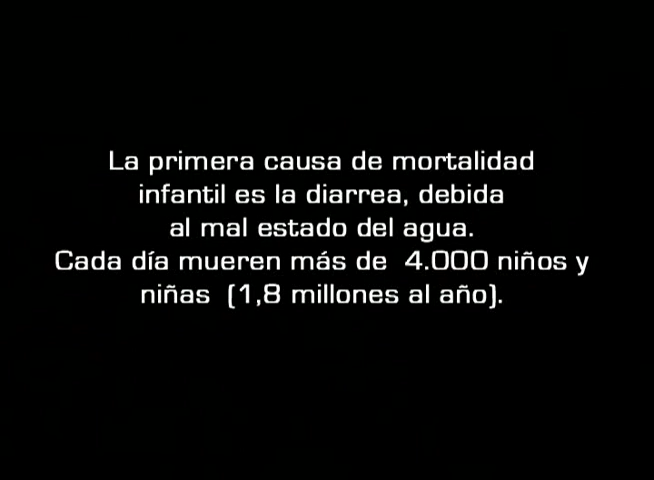 La primera causa de mortalidad
infantil es la diarrea, debida
al mal estado del agua.
Cada día mueren más de 4.000 niños y
niñas (1,8 millones al año).